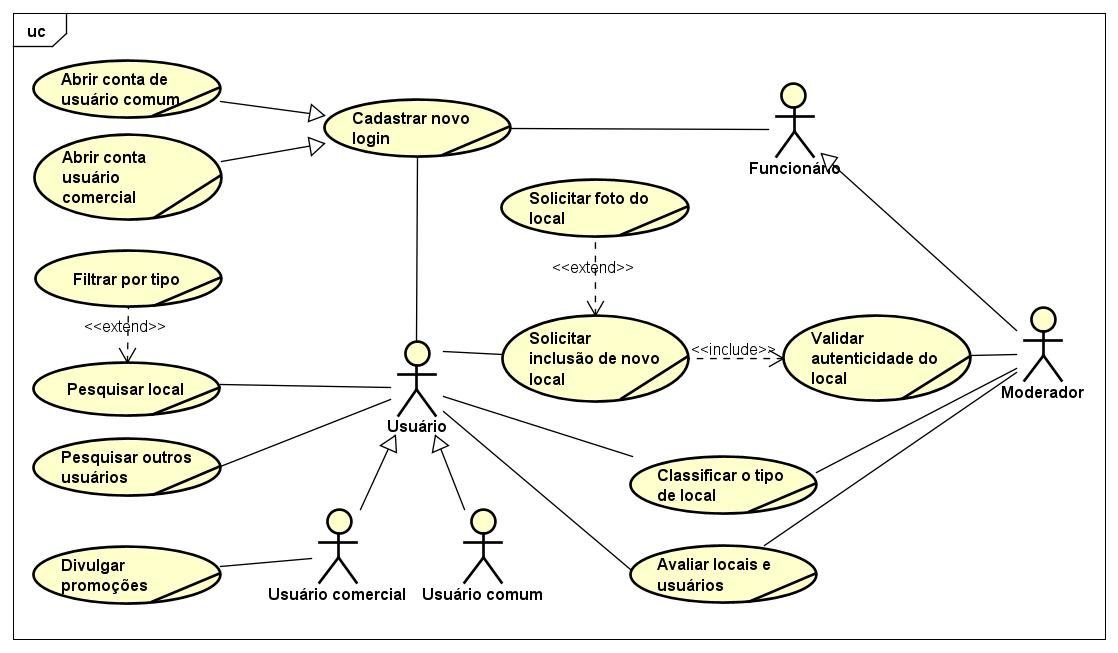 uc
Abrir conta de
usuário comum
Cadastrar novo
login
Funcionário
Abrir conta
usuário
comercial
Solicitar foto do
local
<<extend>>
Filtrar por tipo
<<extend>>
Solicitar
inclusão de novo
local
<<include>>
Validar
autenticidade do
local
Moderador
Pesquisar local
Usuário
Pesquisar outros
usuários
Classificar o tipo
de local
Divulgar
promoções
Usuário comercial
Usuário comum
Avaliar locais e
usuários